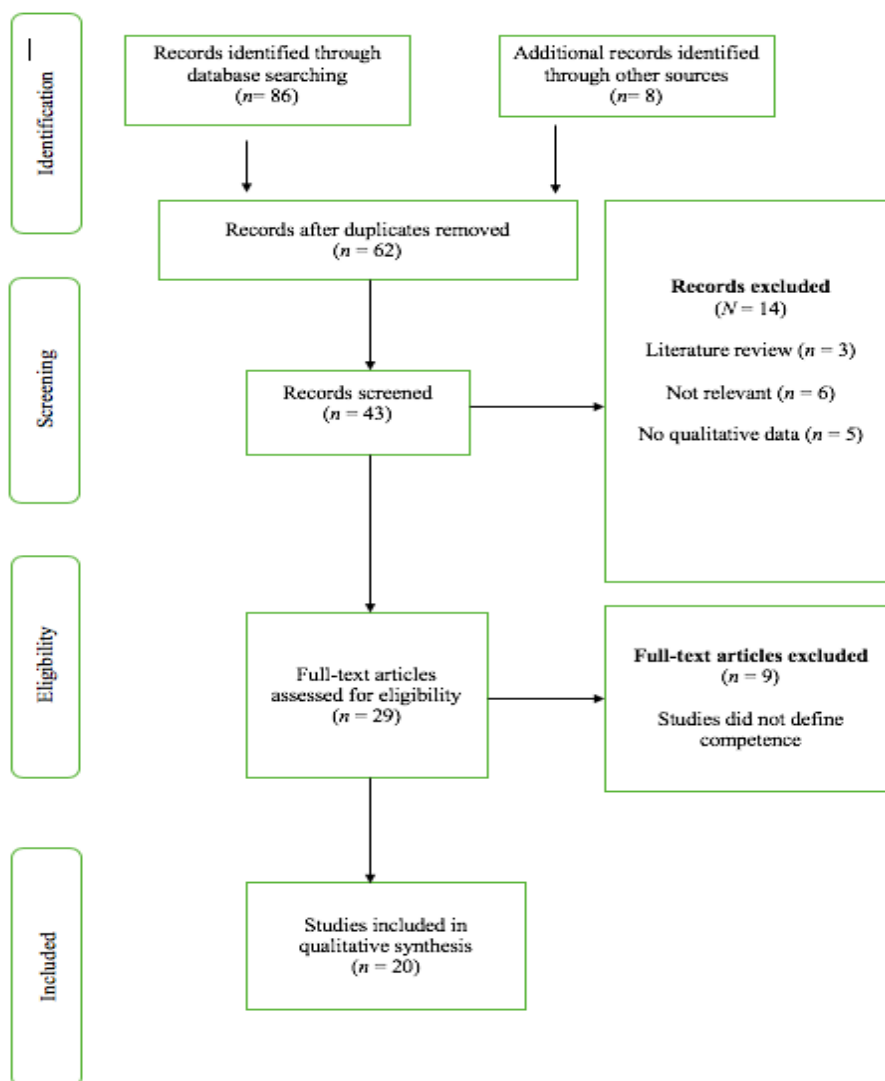 Identification
Records identified through
database searching
(n= 86)
Additional records identified
through other sources
(n= 8)
Records after duplicates removed
(n = 62)
Screening
Records screened
(n = 43)
Records excluded
(N = 14)
Literature review (n = 3)
Not relevant (n = 6)
No qualitative data (n = 5)
Eligibility
Full-text articles
assessed for eligibility
(n = 29)
Full-text articles excluded
(n = 9)
Studies did not define
competence
Included
Studies included in
qualitative synthesis
(n = 20)